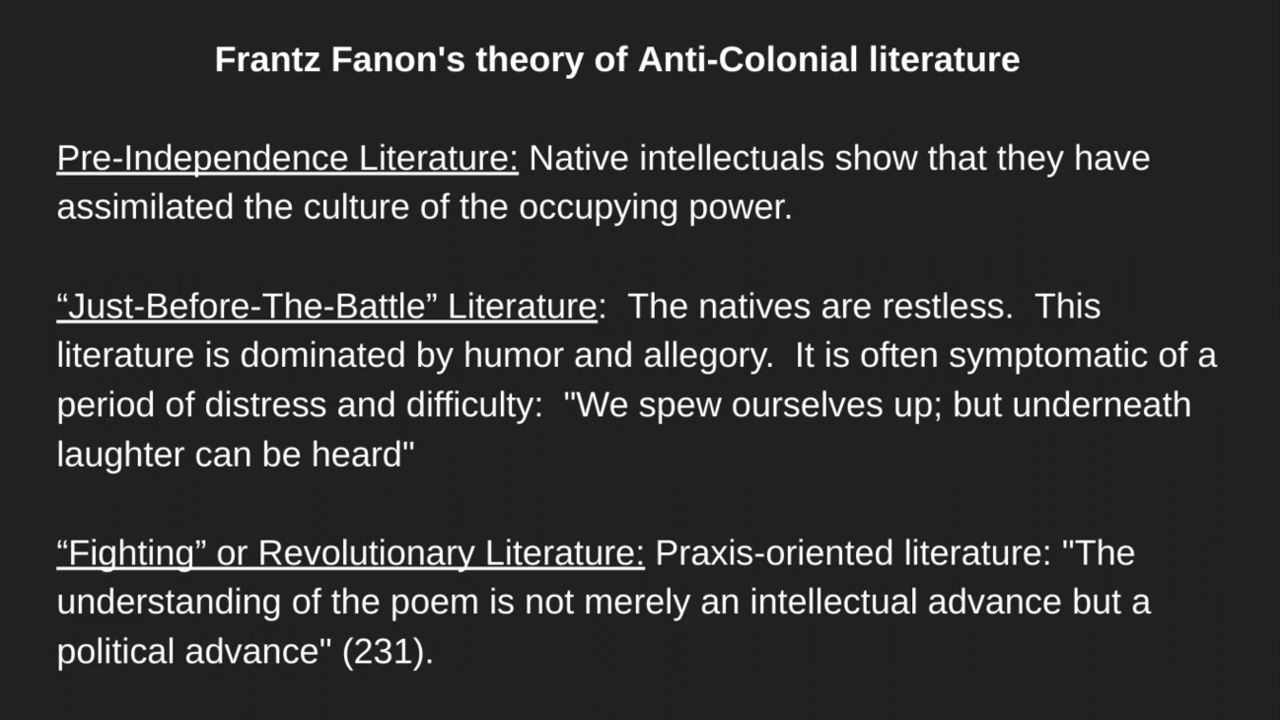 Frantz Fanon's theory of Anti-Colonial literature
Pre-Independence Literature: Native intellectuals show that they have
assimilated the culture of the occupying power.
“Just-Before-The-Battle” Literature:  The natives are restless.  This
literature is dominated by humor and allegory.  It is often symptomatic of a
period of distress and difficulty:  "We spew ourselves up; but underneath
laughter can be heard"
“Fighting” or Revolutionary Literature: Praxis-oriented literature: "The
understanding of the poem is not merely an intellectual advance but a
political advance" (231).